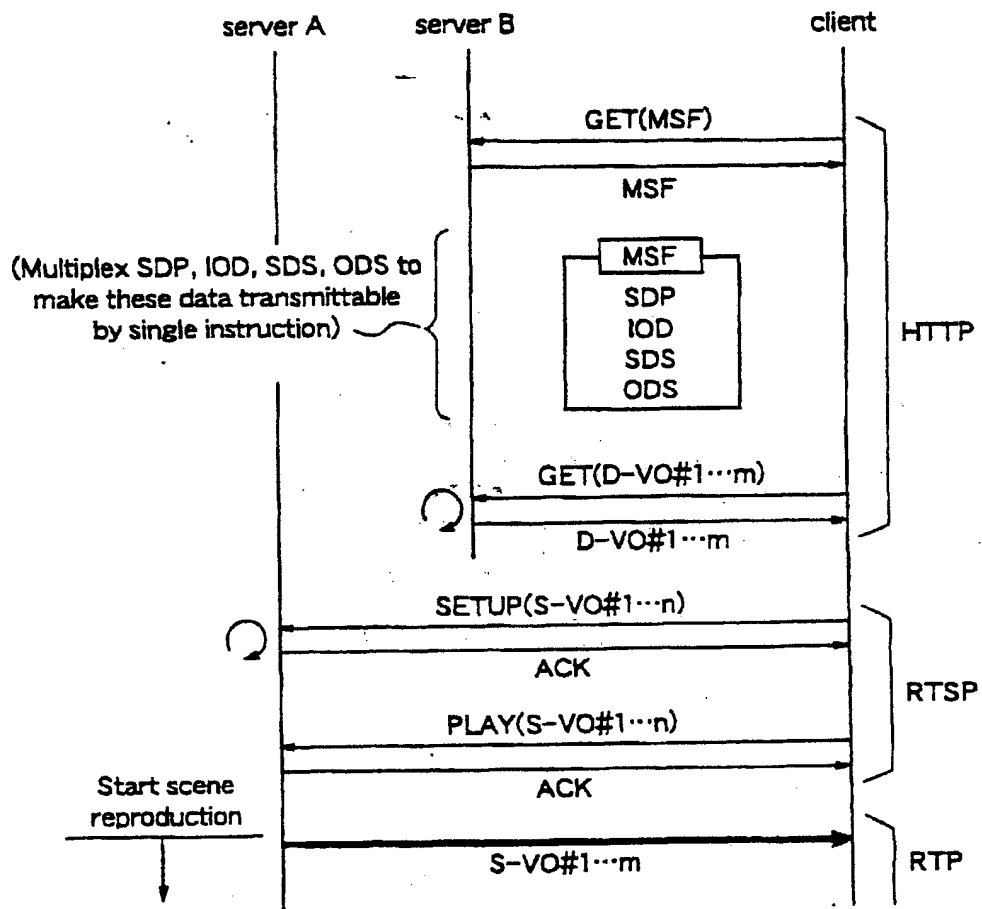 server A
server B
client
GET(MSF)
MSF
(Multiplex SDP, IOD, SDS, ODS to
make these data transmittable
by single instruction)
MSF
SDP
IOD
SDS
ODS
HTTP
GET(D-VO#1···m)
D-VO#1···m
SETUP(S-VO#1···n)
ACK
RTSP
PLAY(S-VO#1···n)
ACK
Start scene
reproduction
S-VO#1···m
RTP